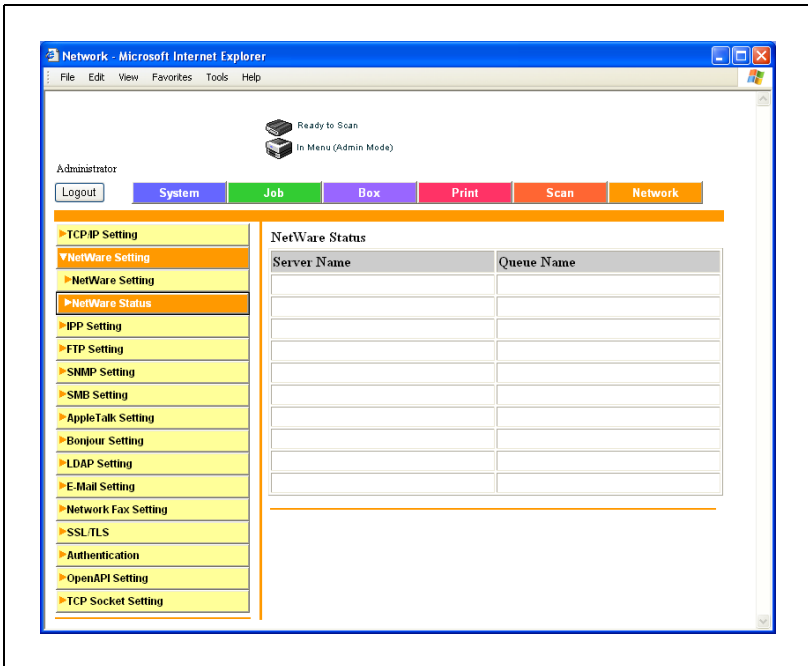 Network - Microsoft Internet Explorer
File Edit View Favorites Tools Help
Ready to Scan
In Menu (Admin Mode)
Administrator
Logout
System Job Box Print Scan Network
TCP/IP Setting
NetWare Setting
NetWare Setting
NetWare Status
IPP Setting
FTP Setting
SNMP Setting
SMB Setting
AppleTalk Setting
Bonjour Setting
LDAP Setting
E-Mail Setting
Network Fax Setting
SSL/TLS
Authentication
OpenAPI Setting
TCP Socket Setting
NetWare Status
Server Name Queue Name